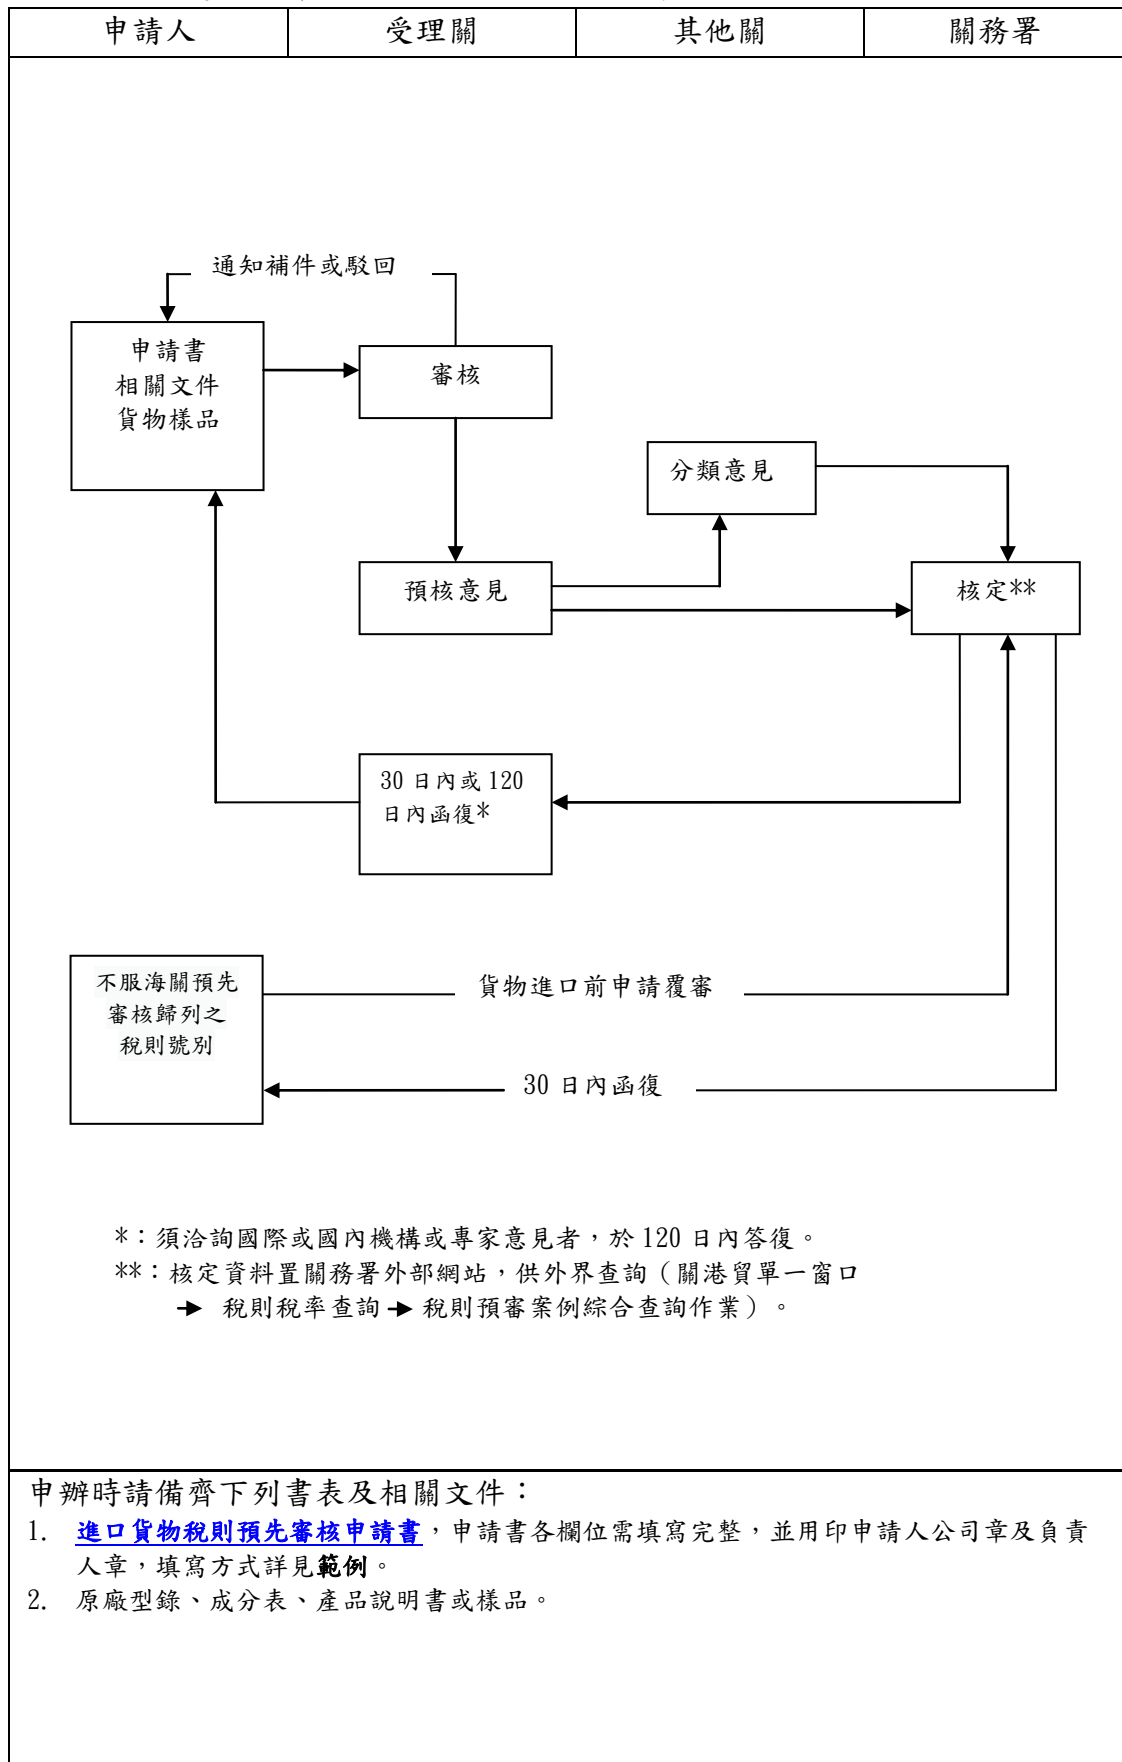 申請人 受理關 其他關 關務署
通知補件或駁回
申請書
相關文件
貨物樣品
審核
分類意見
預核意見
核定**
30 日內或 120
日內函復*
不服海關預先
審核歸列之
稅則號別
貨物進口前申請覆審
30 日內函復
*：須洽詢國際或國內機構或專家意見者，於 120 日內答復。
**：核定資料置關務署外部網站，供外界查詢（關港貿單一窗口
→ 稅則稅率查詢 → 稅則預審案例綜合查詢作業）。
申辦時請備齊下列書表及相關文件：
1. 進口貨物稅則預先審核申請書，申請書各欄位需填寫完整，並用印申請人公司章及負責
人章，填寫方式詳見範例。
2. 原廠型錄、成分表、產品說明書或樣品。